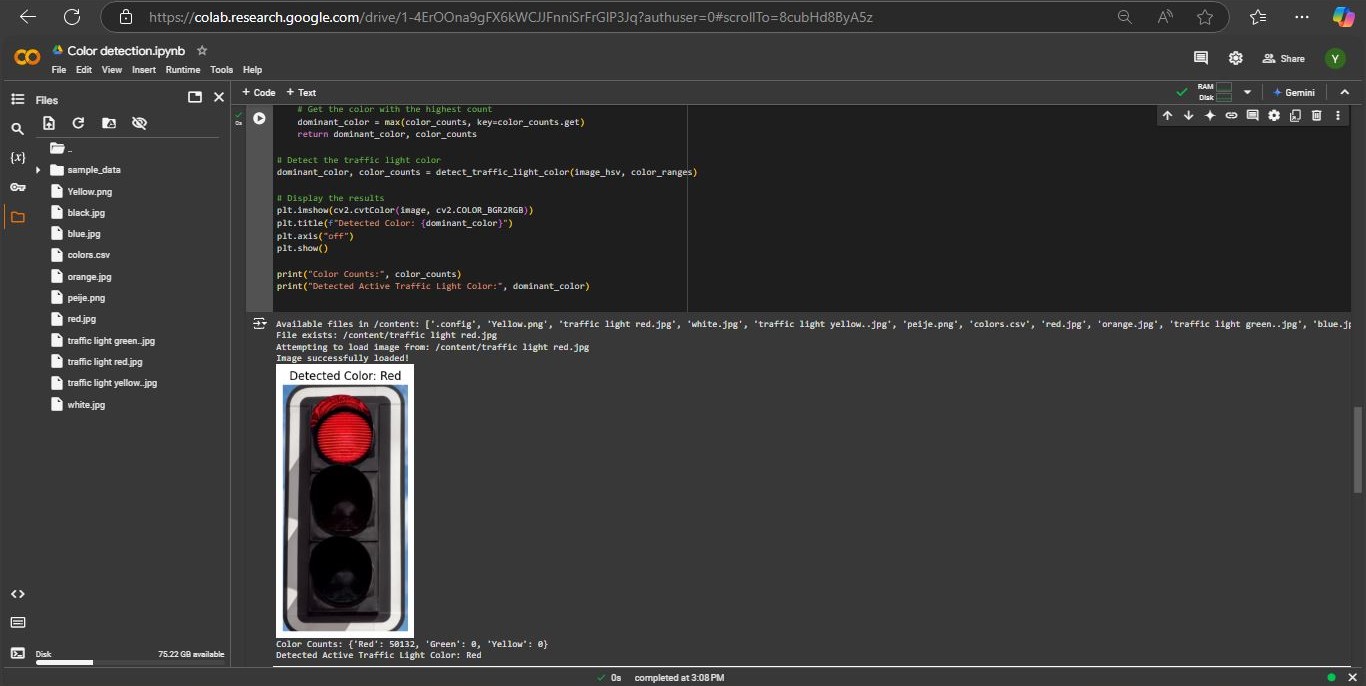 https://colab.research.google.com/drive/1-4ErOOna9gFX6kWCJJFnniSrFrGlP3Jq?authuser=0#scrollTo=8cubHd8ByA5z
Color detection.ipynb
File Edit View Insert Runtime Tools Help
Share
Y
Files
+ Code + Text
RAM
Disk
Gemini
..
sample_data
Yellow.png
black.jpg
blue.jpg
colors.csv
orange.jpg
peije.png
red.jpg
traffic light green..jpg
traffic light red.jpg
traffic light yellow..jpg
white.jpg
Disk
75.22 GB available
0s
# Get the color with the highest count
dominant_color = max(color_counts, key=color_counts.get)
return dominant_color, color_counts
# Detect the traffic light color
dominant_color, color_counts = detect_traffic_light_color(image_hsv, color_ranges)
# Display the results
plt.imshow(cv2.cvtColor(image, cv2.COLOR_BGR2RGB))
plt.title(f"Detected Color: {dominant_color}")
plt.axis("off")
plt.show()
print("Color Counts:", color_counts)
print("Detected Active Traffic Light Color:", dominant_color)
Available files in /content: ['.config', 'Yellow.png', 'traffic light red.jpg', 'white.jpg', 'traffic light yellow..jpg', 'peije.png', 'colors.csv', 'red.jpg', 'orange.jpg', 'traffic light green..jpg', 'blue.jp
File exists: /content/traffic light red.jpg
Attempting to load image from: /content/traffic light red.jpg
Image successfully loaded!
Detected Color: Red
Color Counts: {'Red': 50132, 'Green': 0, 'Yellow': 0}
Detected Active Traffic Light Color: Red
0s completed at 3:08 PM